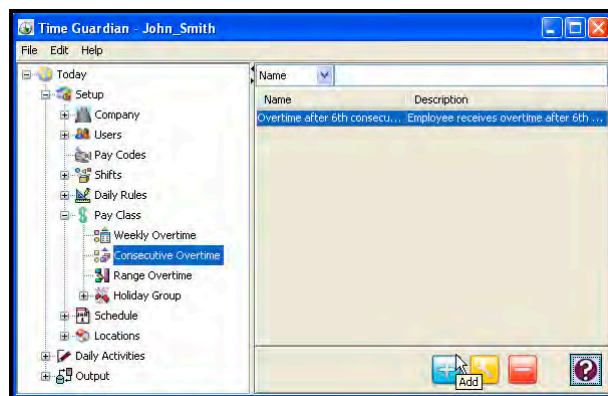 Time Guardian - John_Smith
File Edit Help
Today
Setup
Company
Users
Pay Codes
Shifts
Daily Rules
Pay Class
Weekly Overtime
Consecutive Overtime
Range Overtime
Holiday Group
Schedule
Locations
Daily Activities
Output
Name
Name Description
Overtime after 6th consecu... Employee receives overtime after 6th ...
Add